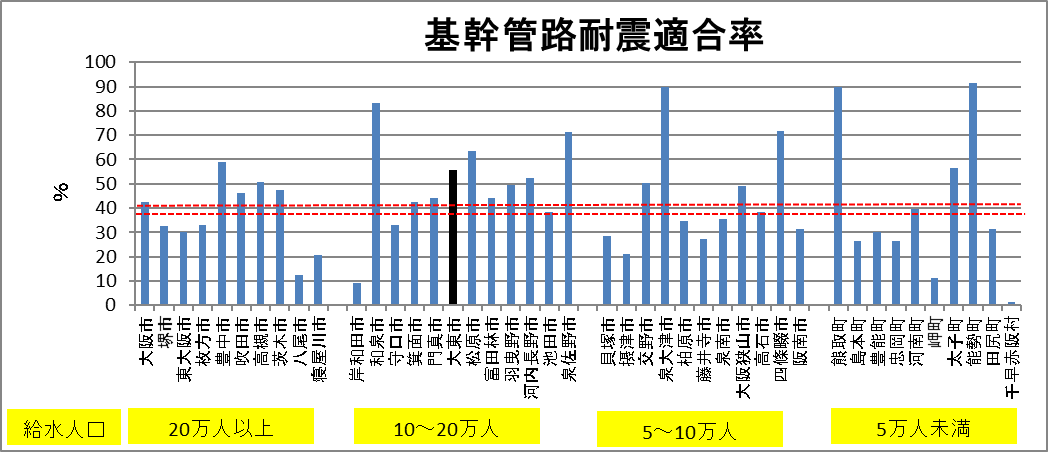 基幹管路耐震適合率
%
100
90
80
70
60
50
40
30
20
10
0
大阪市
堺市
東大阪市
枚方市
豊中市
吹田市
高槻市
茨木市
八尾市
寝屋川市
岸和田市
和泉市
守口市
箕面市
門真市
大東市
松原市
富田林市
羽曳野市
河内長野市
池田市
泉佐野市
貝塚市
摂津市
交野市
泉大津市
柏原市
藤井寺市
泉南市
大阪狭山市
高石市
四條畷市
阪南市
熊取町
島本町
豊能町
忠岡町
河南町
岬町
太子町
能勢町
田尻町
千早赤阪村
給水人口
20万人以上
10～20万人
5～10万人
5万人未満